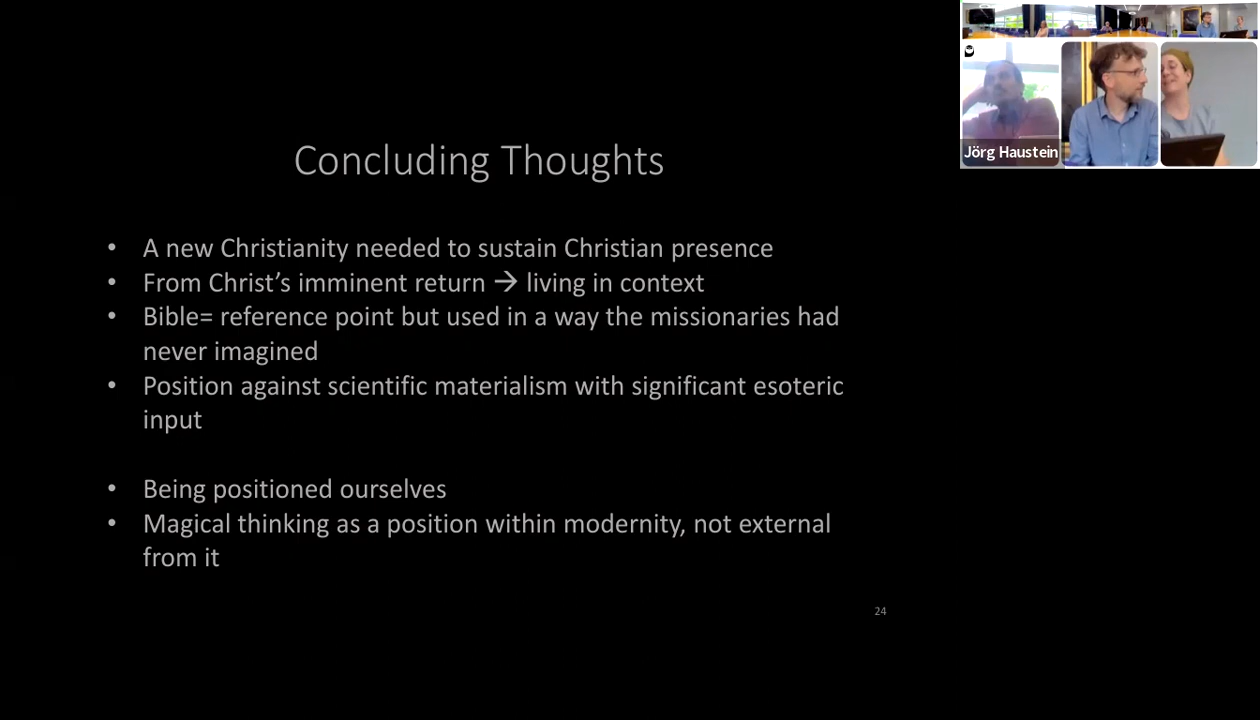 Concluding Thoughts
• A new Christianity needed to sustain Christian presence
• From Christ’s imminent return → living in context
• Bible= reference point but used in a way the missionaries had
never imagined
• Position against scientific materialism with significant esoteric
input
• Being positioned ourselves
• Magical thinking as a position within modernity, not external
from it
24
Jörg Haustein